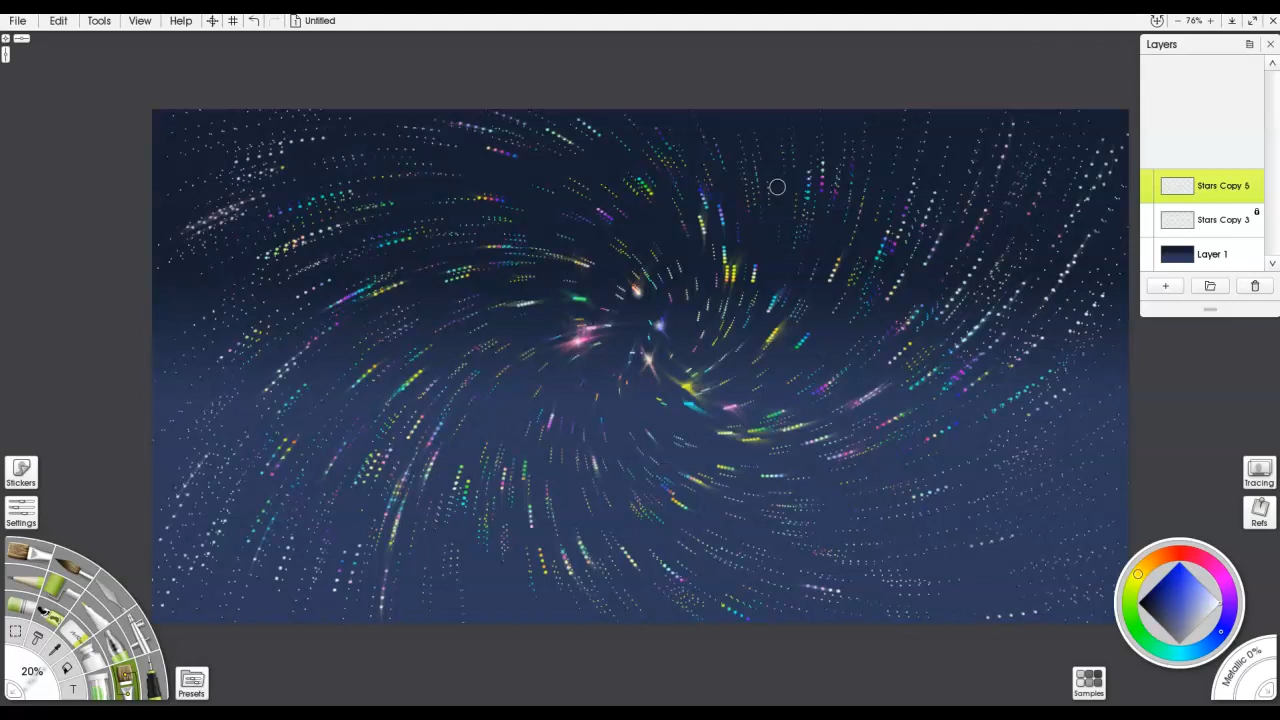 File Edit Tools View Help 1 Untitled − 76% +
Layers
Stars Copy 5
Stars Copy 3
Layer 1
Stickers
Settings
20%
T
Presets
Samples
Tracing
Refs
Metallic 0%